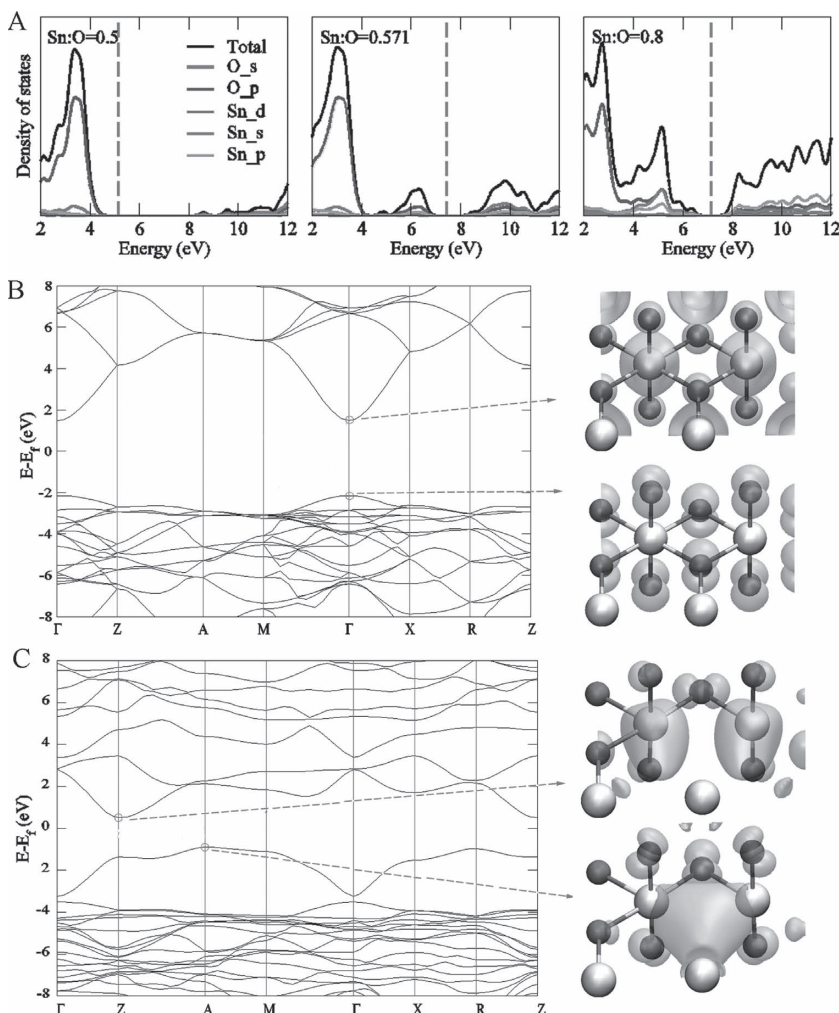 A
Sn:O=0.5
Sn:O=0.571
Sn:O=0.8
Total
O_s
O_p
Sn_d
Sn_s
Sn_p
Density of states
2 4 6 8 10 12
2 4 6 8 10 12
2 4 6 8 10 12
Energy (eV)
Energy (eV)
Energy (eV)
B
8
6
4
2
0
-2
-4
-6
-8
E-Ef (eV)
Γ Z A M Γ X R Z
C
8
6
4
2
0
-4
-6
-8
E-Ef (eV)
Γ Z A M Γ X R Z